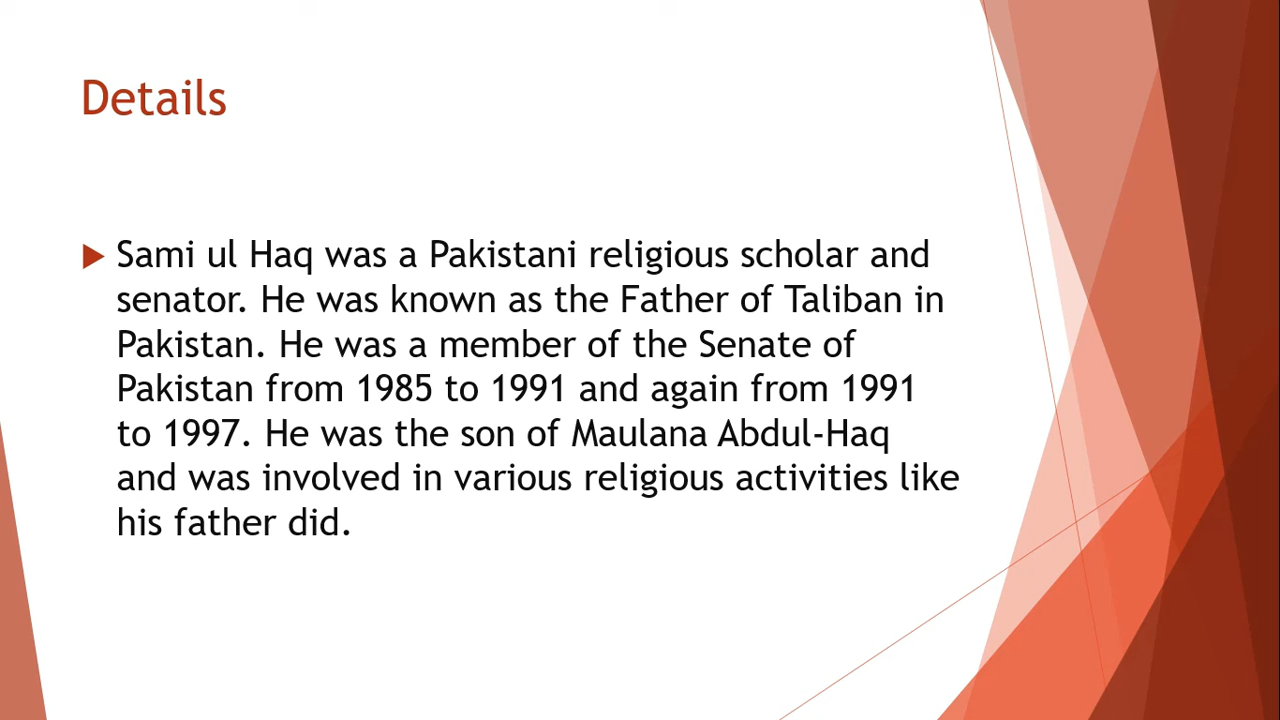 Details
Sami ul Haq was a Pakistani religious scholar and
senator. He was known as the Father of Taliban in
Pakistan. He was a member of the Senate of
Pakistan from 1985 to 1991 and again from 1991
to 1997. He was the son of Maulana Abdul-Haq
and was involved in various religious activities like
his father did.